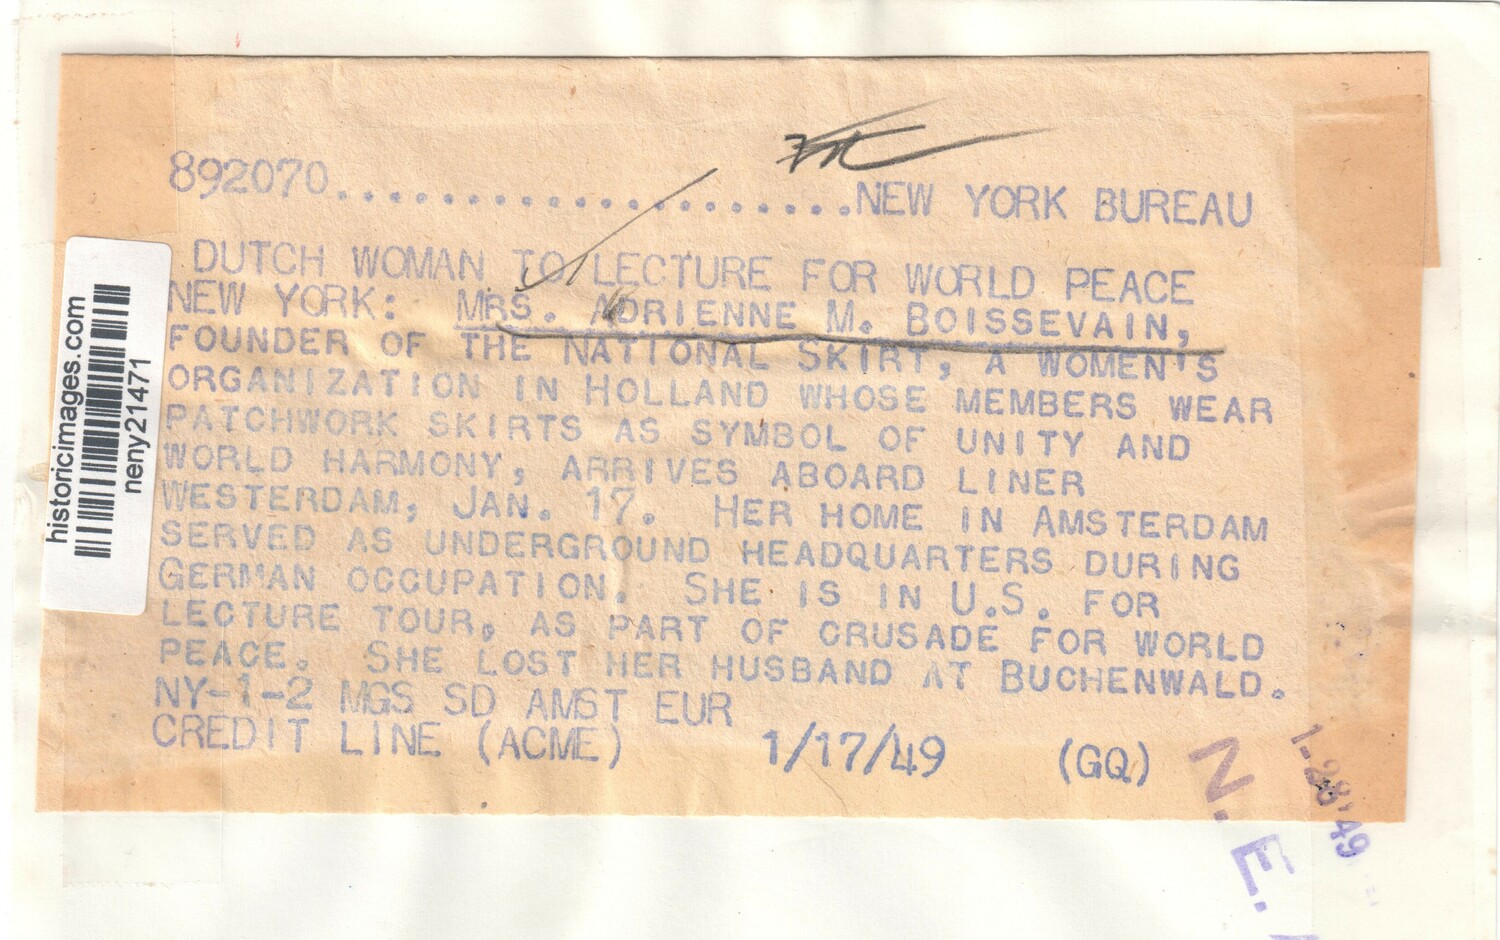 892070.......................NEW YORK BUREAU
DUTCH WOMAN TO LECTURE FOR WORLD PEACE
NEW YORK: MRS. ADRIENNE M. BOISSEVAIN,
FOUNDER OF THE NATIONAL SKIRT, A WOMEN'S
ORGANIZATION IN HOLLAND WHOSE MEMBERS WEAR
PATCHWORK SKIRTS AS SYMBOL OF UNITY AND
WORLD HARMONY, ARRIVES ABOARD LINER
WESTERDAM, JAN. 17. HER HOME IN AMSTERDAM
SERVED AS UNDERGROUND HEADQUARTERS DURING
GERMAN OCCUPATION. SHE IS IN U.S. FOR
LECTURE TOUR, AS PART OF CRUSADE FOR WORLD
PEACE. SHE LOST HER HUSBAND AT BUCHENWALD.
NY-1-2 MGS SD AMST EUR
CREDIT LINE (ACME) 1/17/49 (GQ)
historicimages.com
neny21471
N. E.
1-28'49